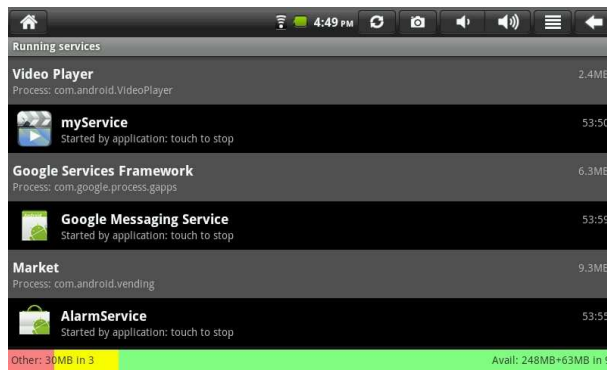 4:49 PM
Running services
Video Player
2.4MB
Process: com.android.VideoPlayer
myService
53:50
Started by application: touch to stop
Google Services Framework
6.3MB
Process: com.google.process.gapps
Google Messaging Service
53:59
Started by application: touch to stop
Market
9.3MB
Process: com.android.vending
AlarmService
53:55
Started by application: touch to stop
Other: 30MB in 3
Avail: 248MB+63MB in